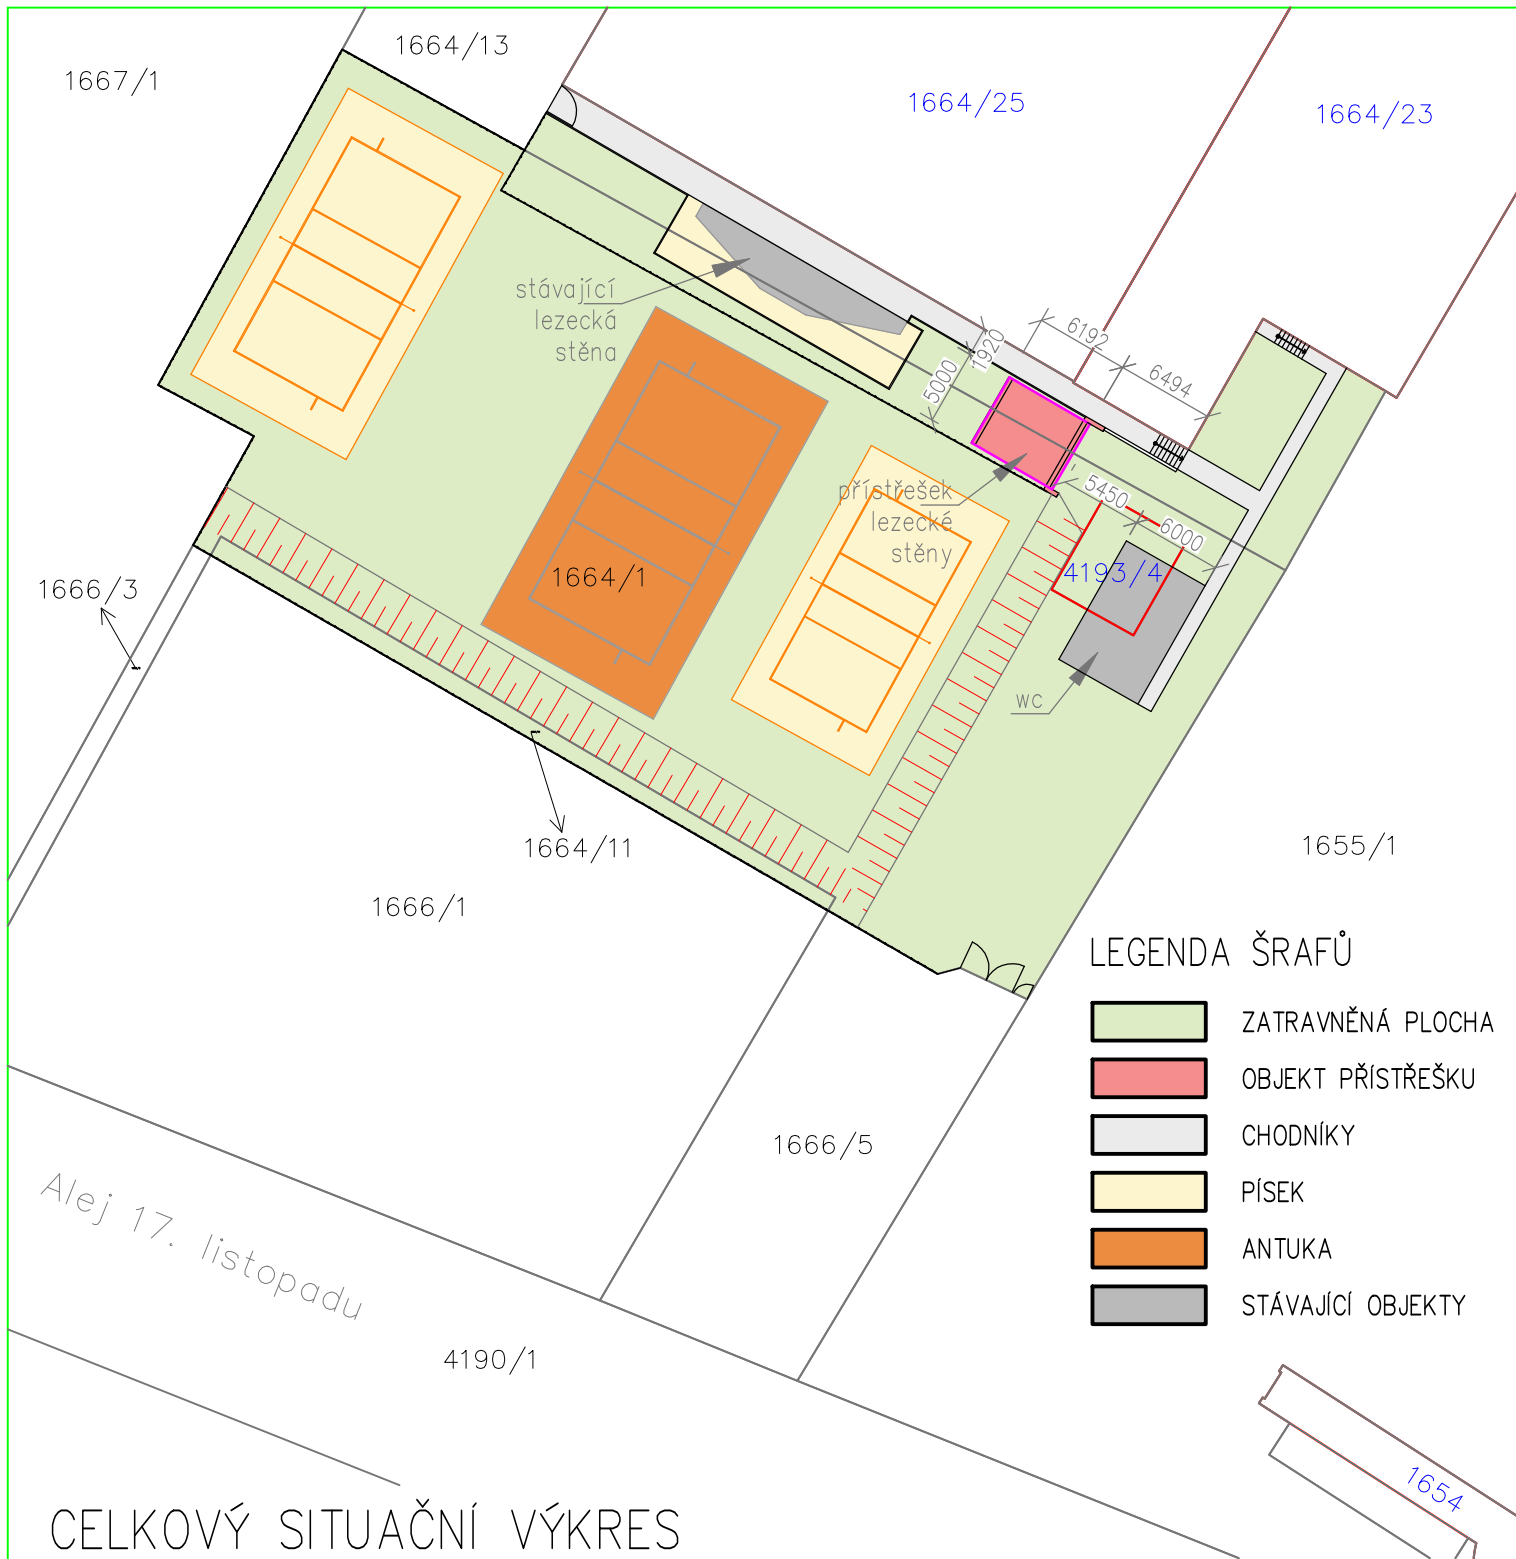 1664/13
1667/1
1664/25
1664/23
stávající
lezecká
stěna
1920
5000
6192
6494
přístřešek
lezecké
stěny
5450
6000
4193/4
1664/1
1666/3
wc
1664/11
1655/1
1666/1
LEGENDA ŠRAFŮ
ZATRAVNĚNÁ PLOCHA
OBJEKT PŘÍSTŘEŠKU
CHODNÍKY
PÍSEK
ANTUKA
STÁVAJÍCÍ OBJEKTY
1666/5
Alej 17. listopadu
4190/1
1654
CELKOVÝ SITUAČNÍ VÝKRES